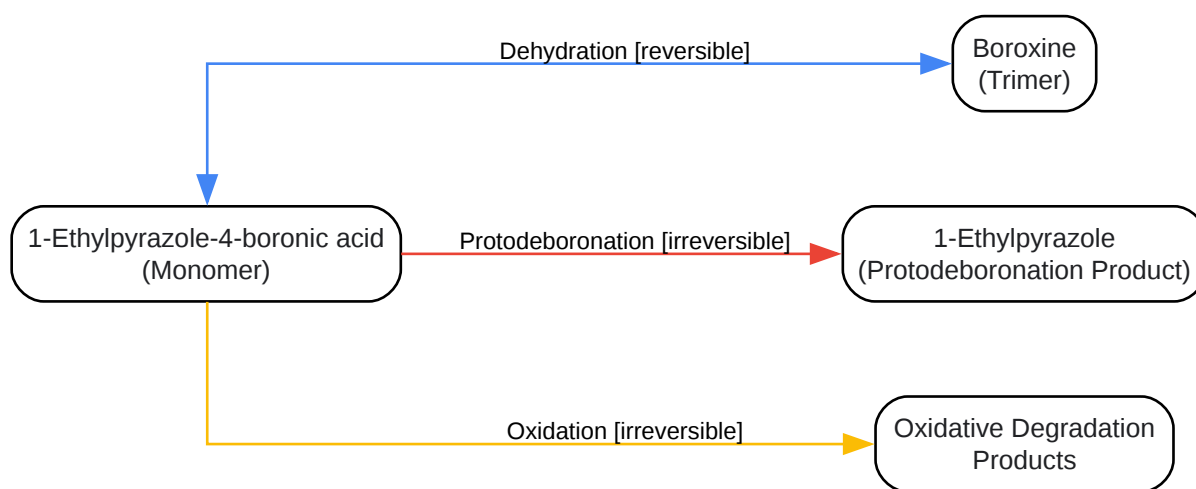 Dehydration [reversible]
Boroxine
(Trimer)
1-Ethylpyrazole-4-boronic acid
(Monomer)
Protodeboronation [irreversible]
1-Ethylpyrazole
(Protodeboronation Product)
Oxidation [irreversible]
Oxidative Degradation
Products